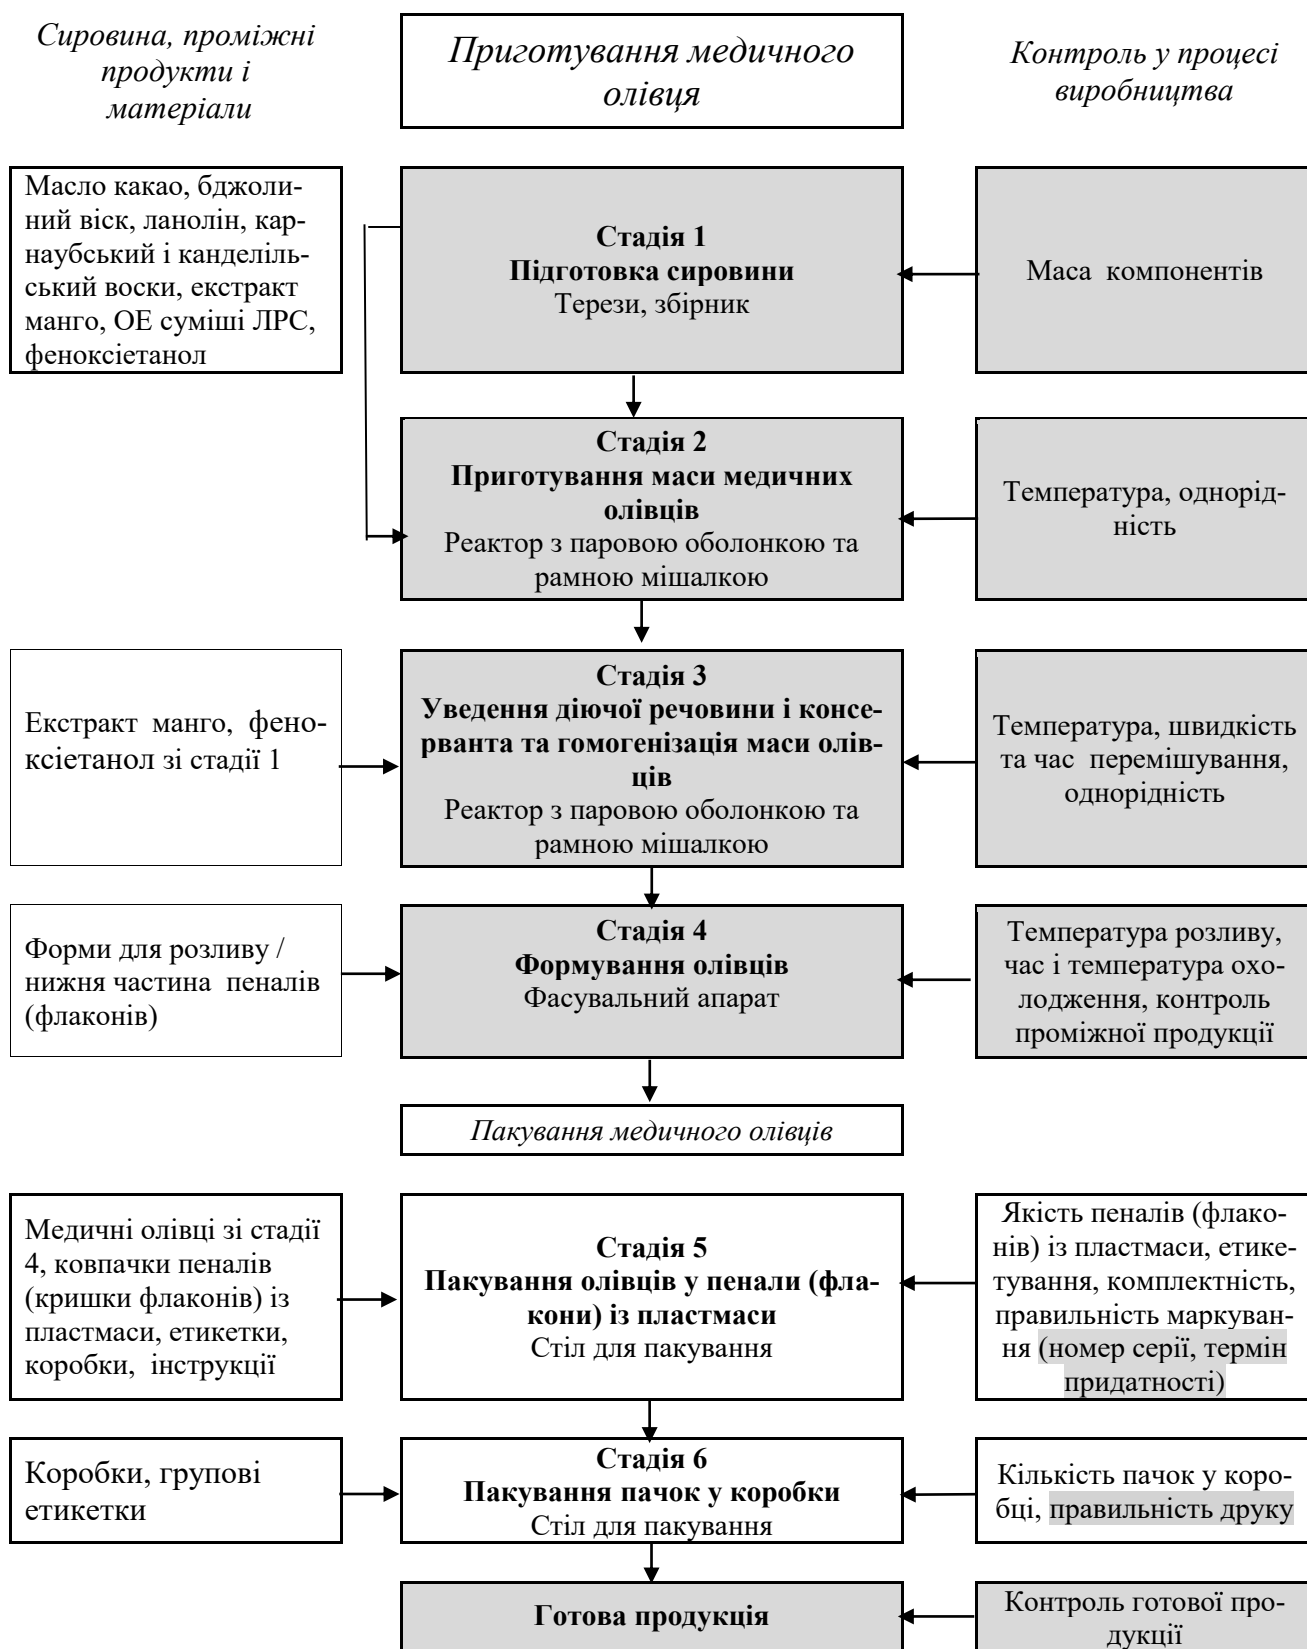 Сировина, проміжні
продукти і
матеріали
Приготування медичного
олівця
Контроль у процесі
виробництва
Масло какао, бджоли-
ний віск, ланолін, кар-
наубський і канделіль-
ський воски, екстракт
манго, ОЕ суміші ЛРС,
феноксіетанол
Стадія 1
Підготовка сировини
Терези, збірник
Маса компонентів
Стадія 2
Приготування маси медичних
олівців
Реактор з паровою оболонкою та
рамною мішалкою
Температура, однорід-
ність
Екстракт манго, фено-
ксіетанол зі стадії 1
Стадія 3
Уведення діючої речовини і консе-
рванта та гомогенізація маси олів-
ців
Реактор з паровою оболонкою та
рамною мішалкою
Температура, швидкість
та час перемішування,
однорідність
Форми для розливу /
нижня частина пеналів
(флаконів)
Стадія 4
Формування олівців
Фасувальний апарат
Температура розливу,
час і температура охо-
лодження, контроль
проміжної продукції
Пакування медичного олівців
Медичні олівці зі стадії
4, ковпачки пеналів
(кришки флаконів) із
пластмаси, етикетки,
коробки, інструкції
Стадія 5
Пакування олівців у пенали (фла-
кони) із пластмаси
Стіл для пакування
Якість пеналів (флако-
нів) із пластмаси, етике-
тування, комплектність,
правильність маркуван-
ня (номер серії, термін
придатності)
Коробки, групові
етикетки
Стадія 6
Пакування пачок у коробки
Стіл для пакування
Кількість пачок у коро-
бці, правильність друку
Готова продукція
Контроль готової про-
дукції